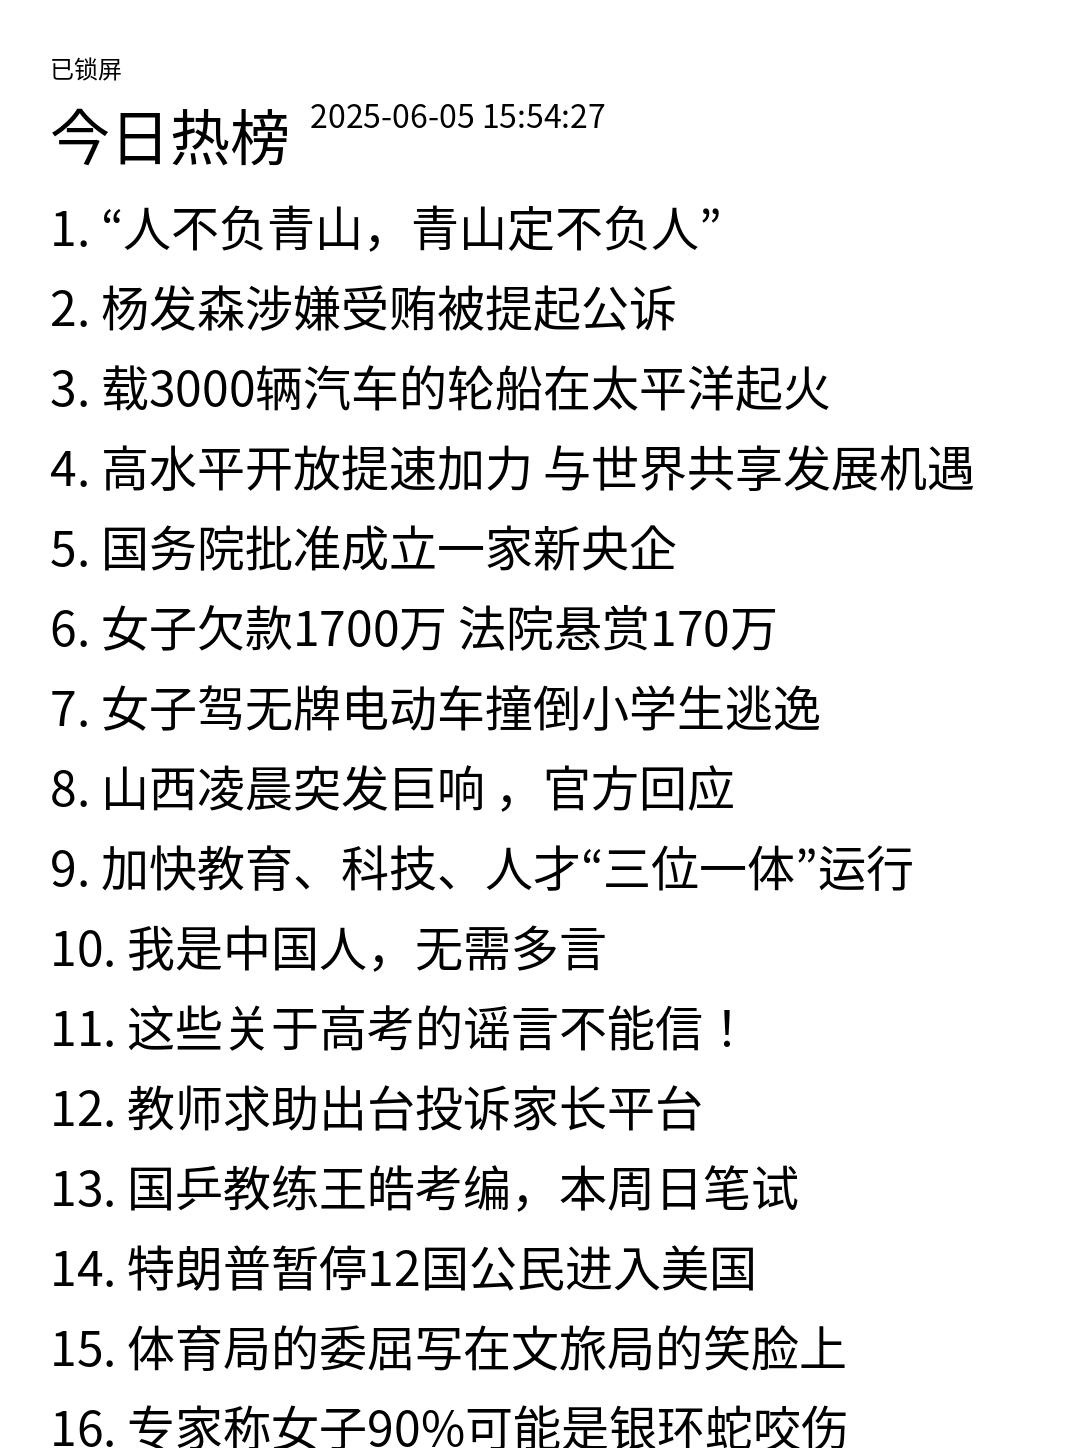 已锁屏
今日热榜 2025-06-05 15:54:27
1. “人不负青山，青山定不负人”
2. 杨发森涉嫌受贿被提起公诉
3. 载3000辆汽车的轮船在太平洋起火
4. 高水平开放提速加力 与世界共享发展机遇
5. 国务院批准成立一家新央企
6. 女子欠款1700万 法院悬赏170万
7. 女子驾无牌电动车撞倒小学生逃逸
8. 山西凌晨突发巨响 ，官方回应
9. 加快教育、科技、人才“三位一体”运行
10. 我是中国人，无需多言
11. 这些关于高考的谣言不能信！
12. 教师求助出台投诉家长平台
13. 国乒教练王皓考编，本周日笔试
14. 特朗普暂停12国公民进入美国
15. 体育局的委屈写在文旅局的笑脸上
16. 专家称女子90%可能是银环蛇咬伤